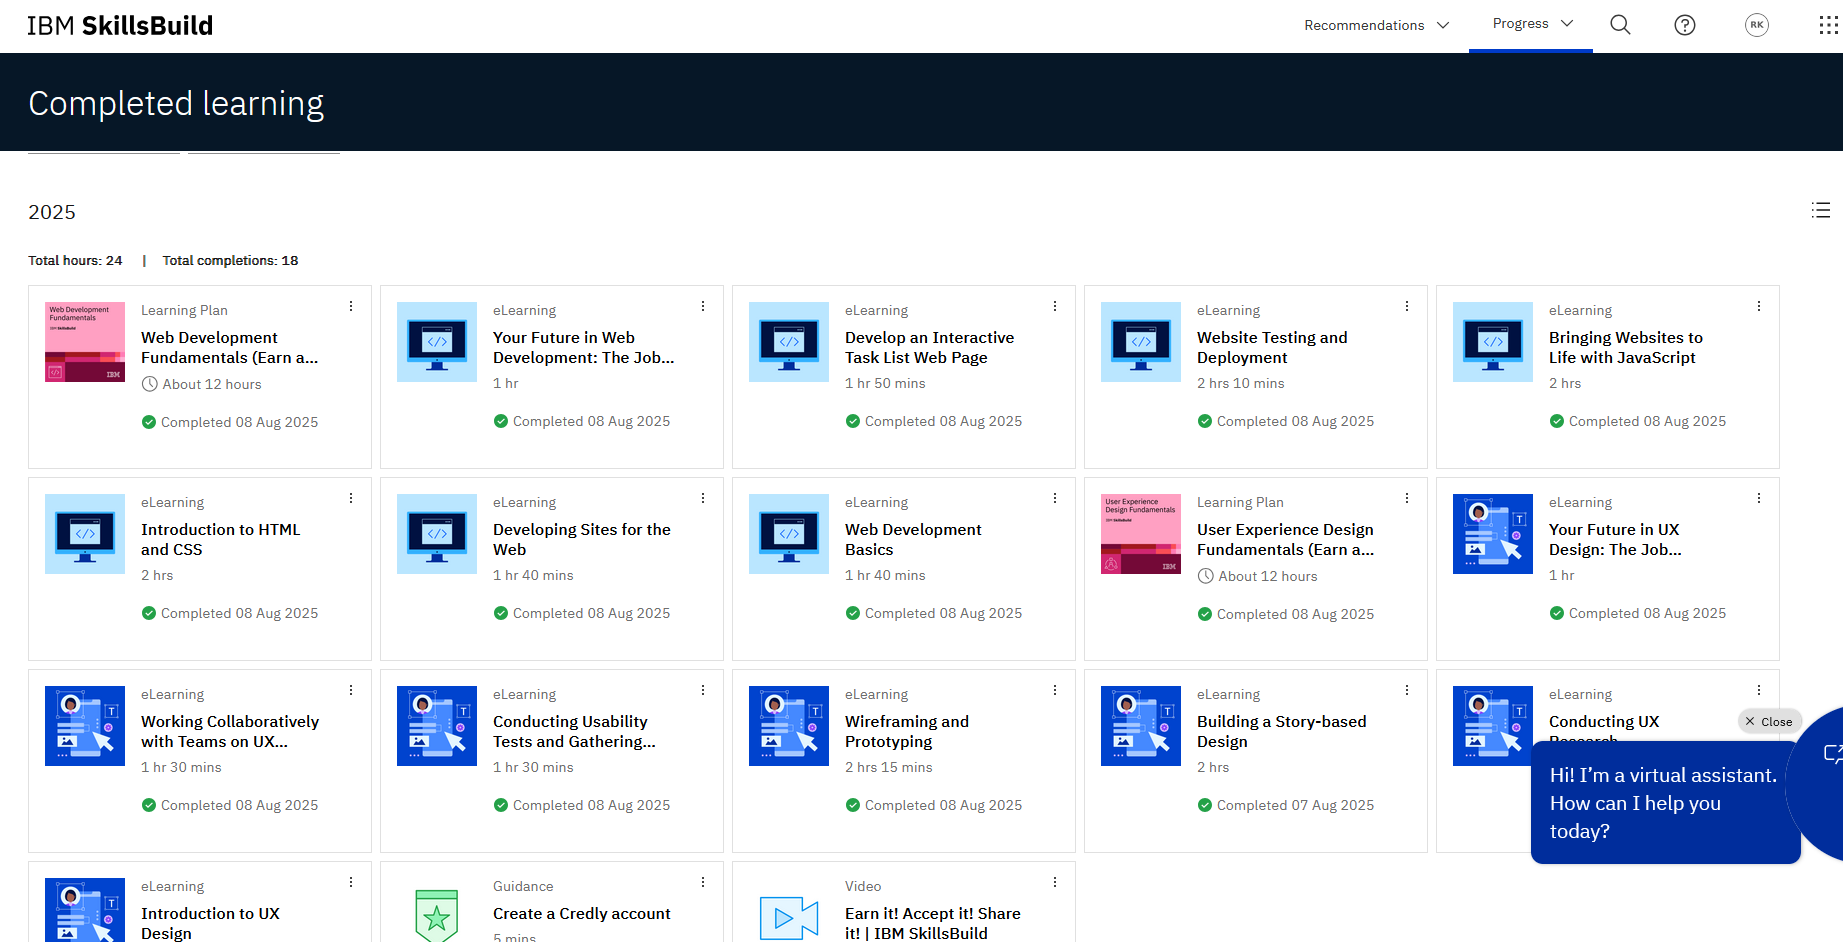 IBM SkillsBuild
Recommendations
Progress
RK
Completed learning
2025
Total hours: 24 | Total completions: 18
Web Development
Fundamentals
IBM SkillsBuild
IBM
Learning Plan
Web Development
Fundamentals (Earn a...
About 12 hours
Completed 08 Aug 2025
eLearning
Your Future in Web
Development: The Job...
1 hr
Completed 08 Aug 2025
eLearning
Develop an Interactive
Task List Web Page
1 hr 50 mins
Completed 08 Aug 2025
eLearning
Website Testing and
Deployment
2 hrs 10 mins
Completed 08 Aug 2025
eLearning
Bringing Websites to
Life with JavaScript
2 hrs
Completed 08 Aug 2025
eLearning
Introduction to HTML
and CSS
2 hrs
Completed 08 Aug 2025
eLearning
Developing Sites for the
Web
1 hr 40 mins
Completed 08 Aug 2025
eLearning
Web Development
Basics
1 hr 40 mins
Completed 08 Aug 2025
User Experience
Design Fundamentals
IBM SkillsBuild
IBM
Learning Plan
User Experience Design
Fundamentals (Earn a...
About 12 hours
Completed 08 Aug 2025
T
eLearning
Your Future in UX
Design: The Job...
1 hr
Completed 08 Aug 2025
T
eLearning
Working Collaboratively
with Teams on UX...
1 hr 30 mins
Completed 08 Aug 2025
T
eLearning
Conducting Usability
Tests and Gathering...
1 hr 30 mins
Completed 08 Aug 2025
T
eLearning
Wireframing and
Prototyping
2 hrs 15 mins
Completed 08 Aug 2025
T
eLearning
Building a Story-based
Design
2 hrs
Completed 07 Aug 2025
T
eLearning
Conducting UX
Research
Close
Hi! I'm a virtual assistant.
How can I help you
today?
T
eLearning
Introduction to UX
Design
Guidance
Create a Credly account
5 mins
Video
Earn it! Accept it! Share
it! | IBM SkillsBuild